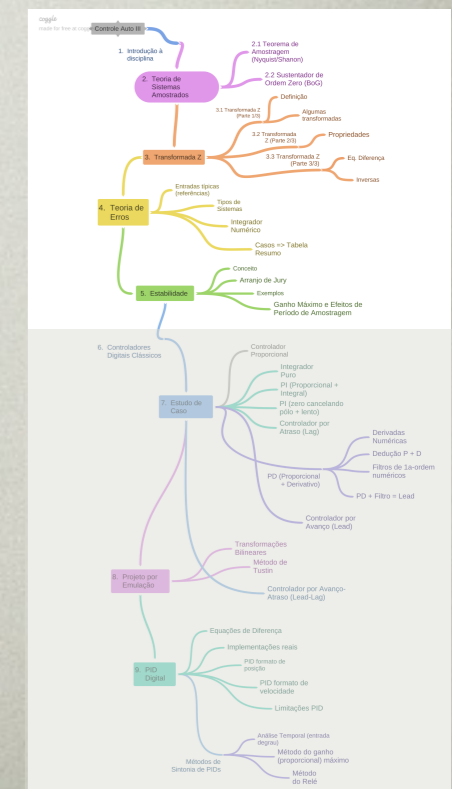 coggle
made for free at coggle
Controle Auto III
1. Introdução à
disciplina
2. Teoria de
Sistemas
Amostrados
2.1 Teorema de
Amostragem
(Nyquist/Shanon)
2.2 Sustentador de
Ordem Zero (BoG)
3. Transformada Z
3.1 Transformada Z
(Parte 1/3)
Definição
Algumas
transformadas
3.2 Transformada
Z (Parte 2/3)
Propriedades
3.3 Transformada Z
(Parte 3/3)
Eq. Diferença
inversas
4. Teoria de
Erros
Entradas típicas
(referências)
Tipos de
Sistemas
Integrador
Numérico
Casos => Tabela
Resumo
5. Estabilidade
Conceito
Arranjo de Jury
Exemplos
Ganho Máximo e Efeitos de
Período de Amostragem
6. Controladores
Digitais Clássicos
7. Estudo de
Caso
Controlador
Proporcional
Integrador
Puro
PI (Proporcional +
Integral)
PI (zero cancelando
pólo + lento)
Controlador por
Atraso (Lag)
PD (Proporcional
+ Derivativo)
Derivadas
Numéricas
Dedução P + D
Filtros de 1a-ordem
numéricos
PD + Filtro = Lead
Controlador por
Avanço (Lead)
Controlador por Avanço-
Atraso (Lead-Lag)
8. Projeto por
Emulação
Transformações
Bilineares
Método de
Tustin
9. PID
Digital
Equações de Diferença
Implementações reais
PID formato de
posição
PID formato de
velocidade
Limitações PID
Métodos de
Sintonia de PIDs
Análise Temporal (entrada
degrau)
Método do ganho
(proporcional) máximo
Método
do Relé